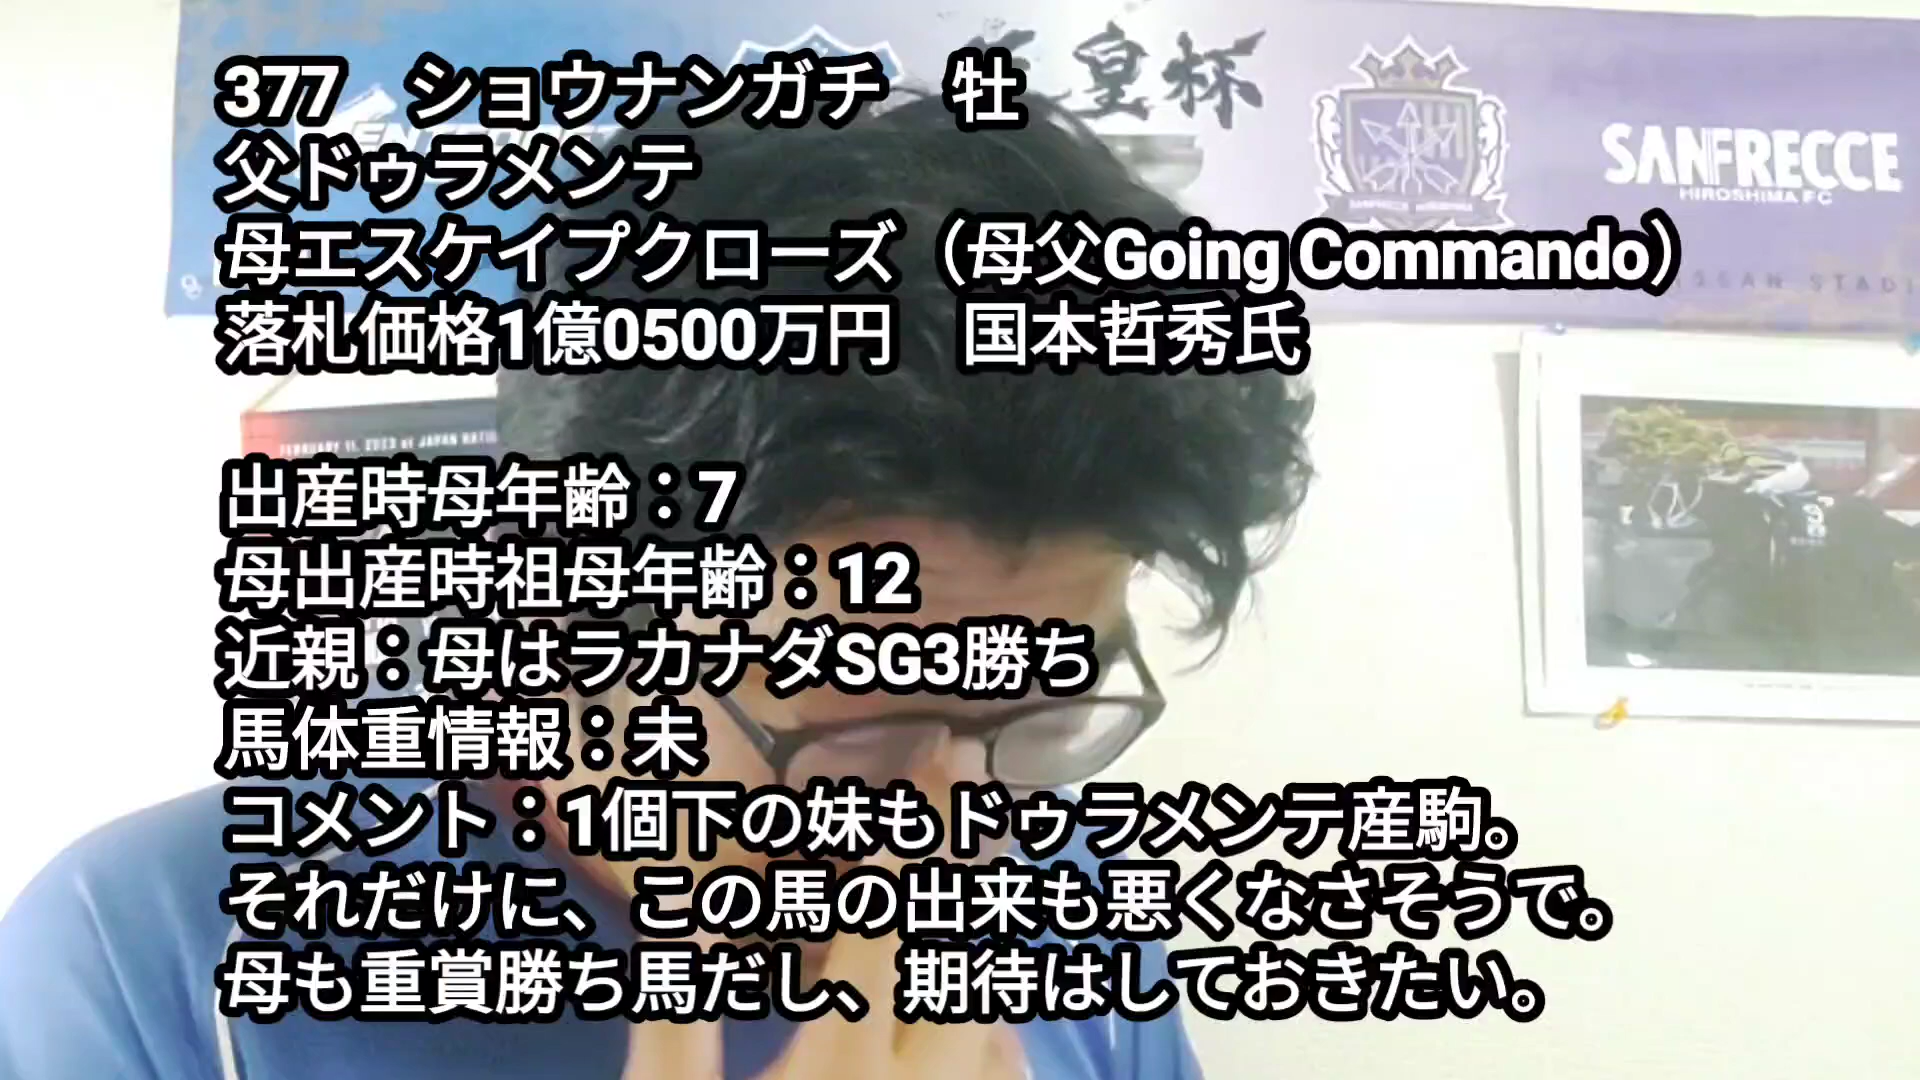 377　ショウナンガチ　牡
父ドゥラメンテ
母エスケイプクローズ（母父Going Commando）
落札価格1億0500万円　国本哲秀氏
出産時母年齢：7
母出産時祖母年齢：12
近親：母はラカナダSG3勝ち
馬体重情報：未
コメント：1個下の妹もドゥラメンテ産駒。
それだけに、この馬の出来も悪くなさそうで。
母も重賞勝ち馬だし、期待はしておきたい。
皇杯
SANFRECCE
HIROSHIMA FC
FEBRUARY 11, 2023 at JAPAN